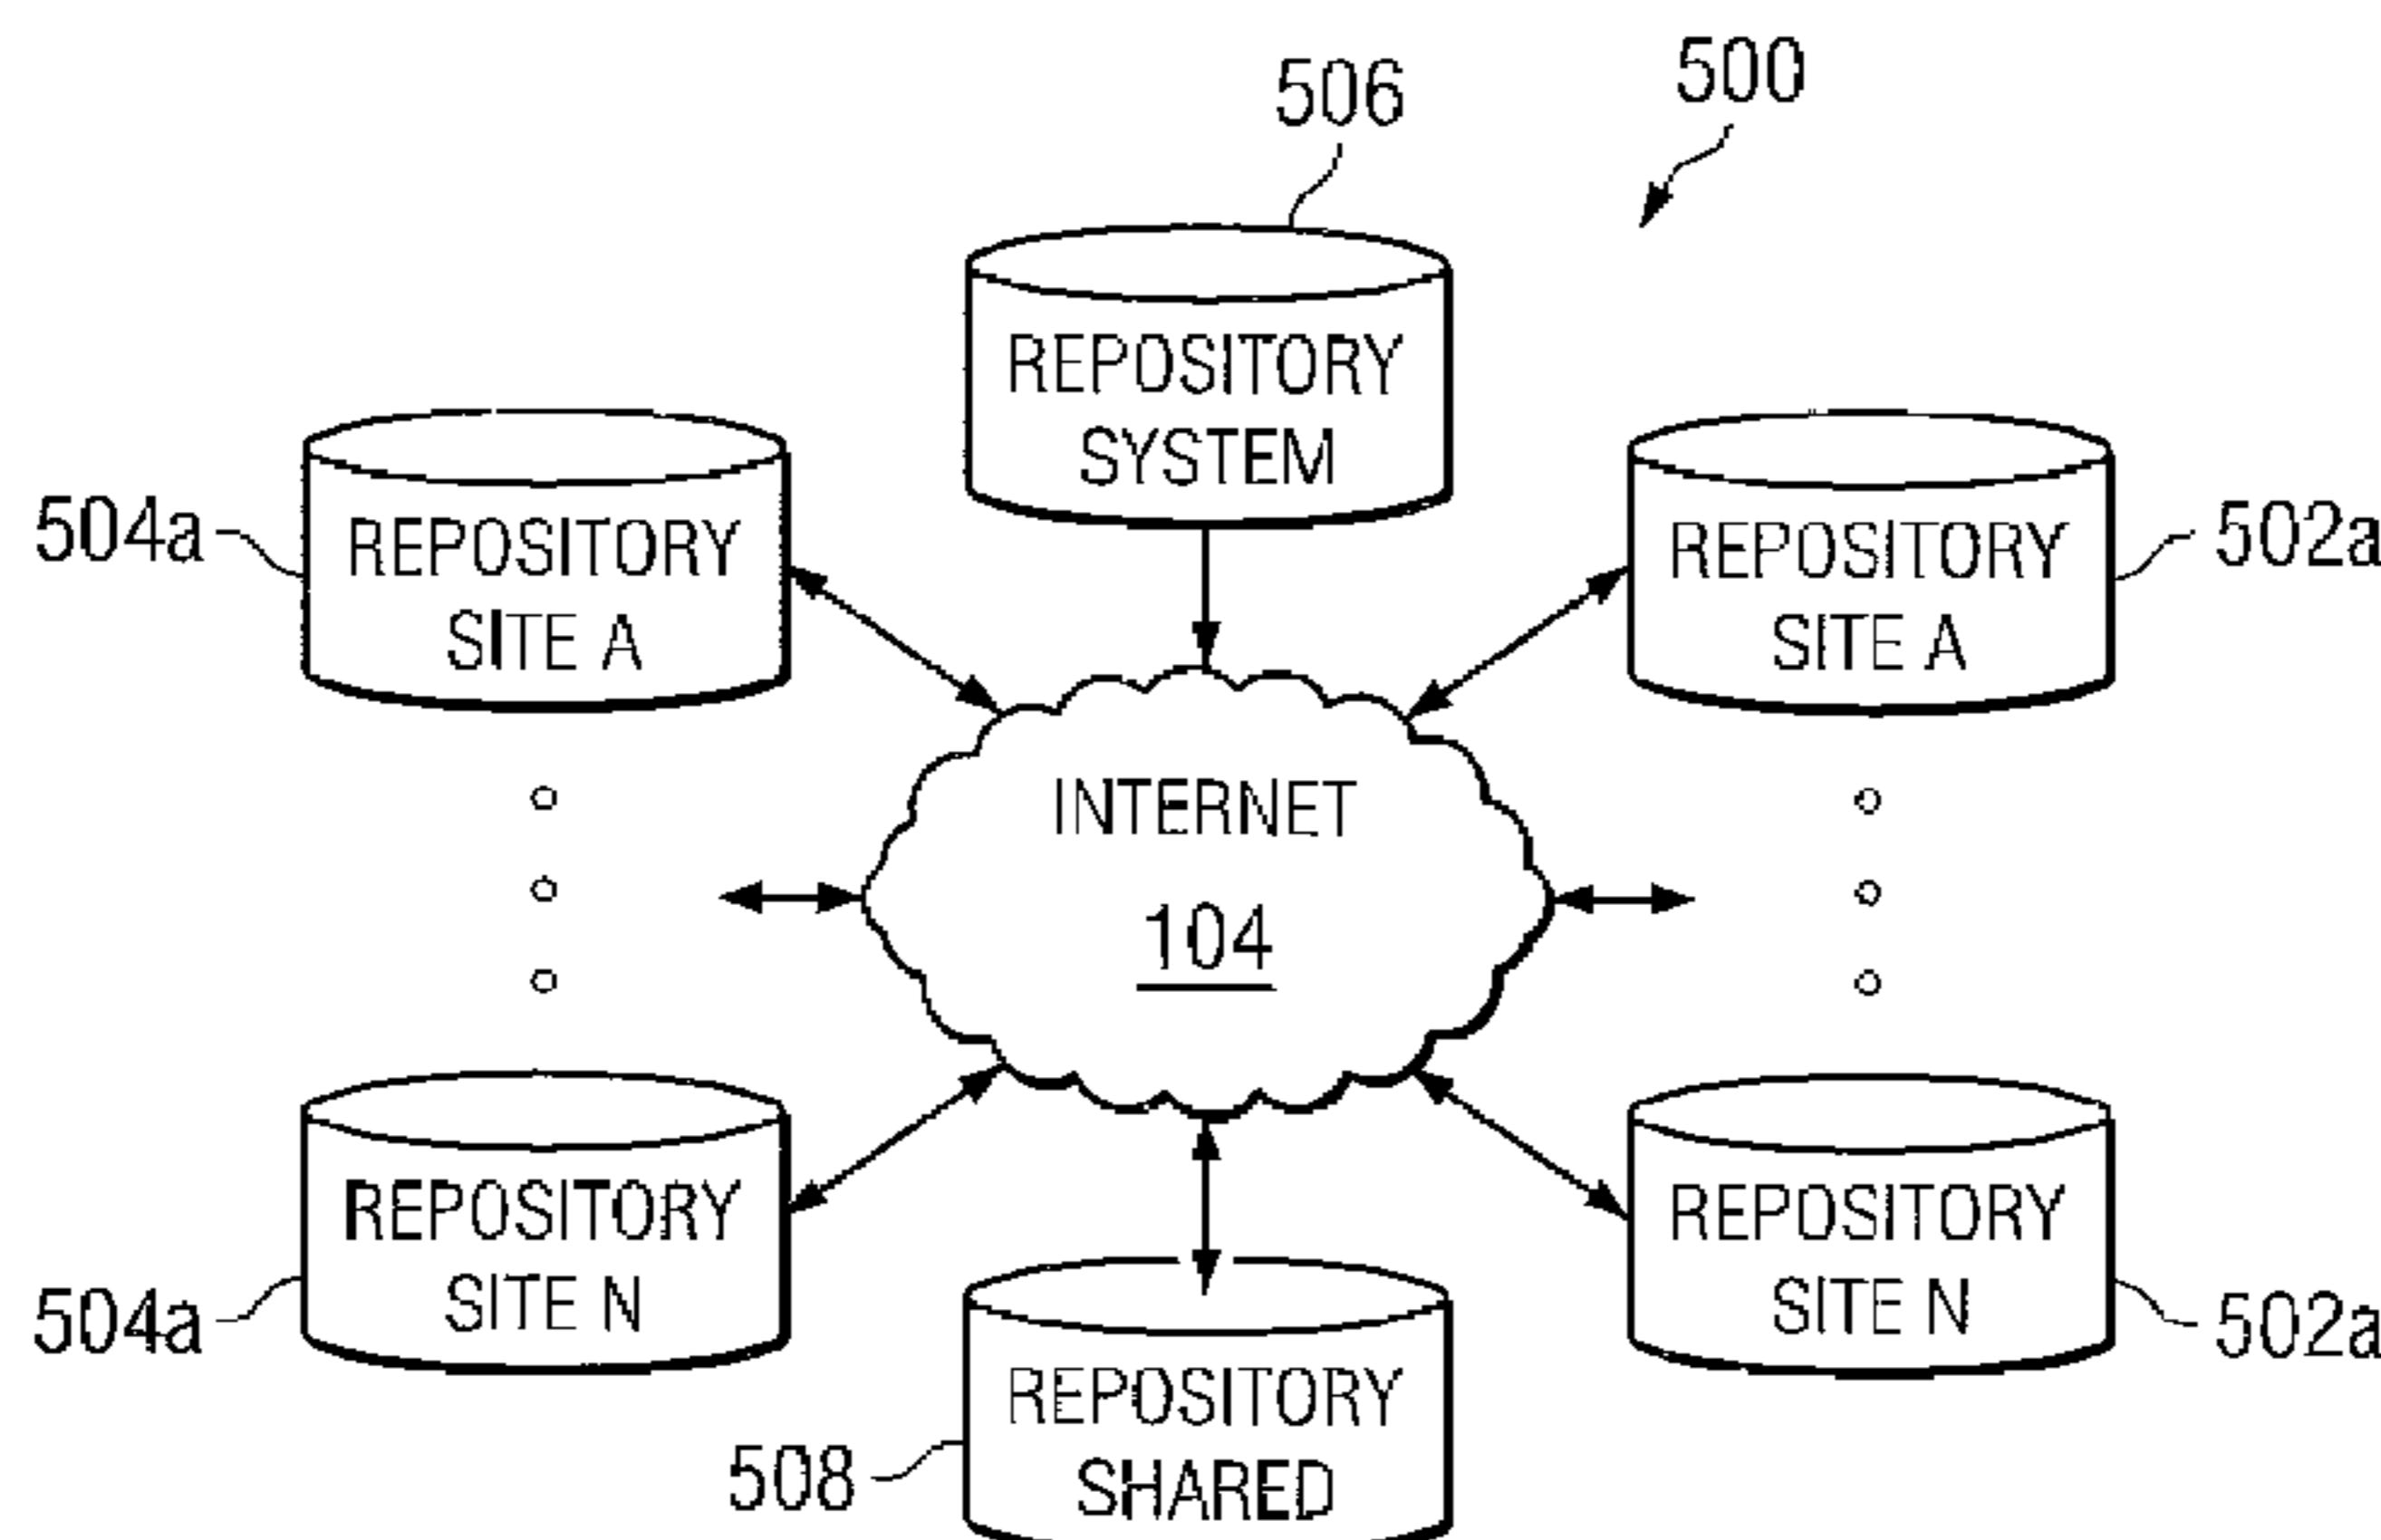 500
506
REPOSITORY
SYSTEM
504a
REPOSITORY
SITE A
REPOSITORY
SITE A
502a
INTERNET
104
REPOSITORY
SITE N
504a
REPOSITORY
SITE N
502a
REPOSITORY
SHARED
508